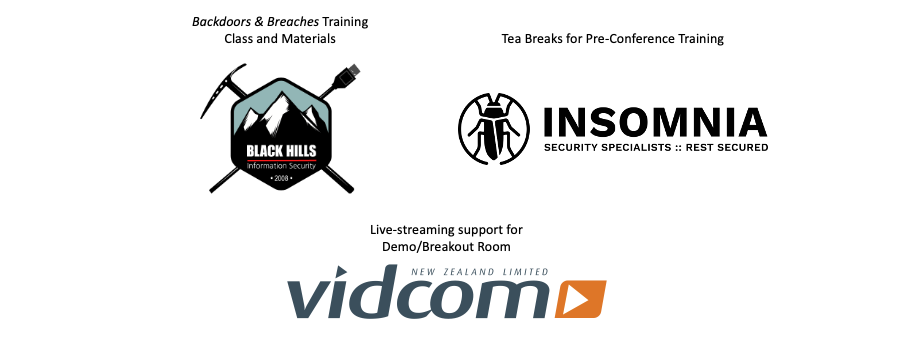 Backdoors & Breaches Training
Class and Materials
BLACK HILLS
Information Security
• 2008 •
Tea Breaks for Pre-Conference Training
INSOMNIA
SECURITY SPECIALISTS :: REST SECURED
Live-streaming support for
Demo/Breakout Room
NEW ZEALAND LIMITED
vidcom